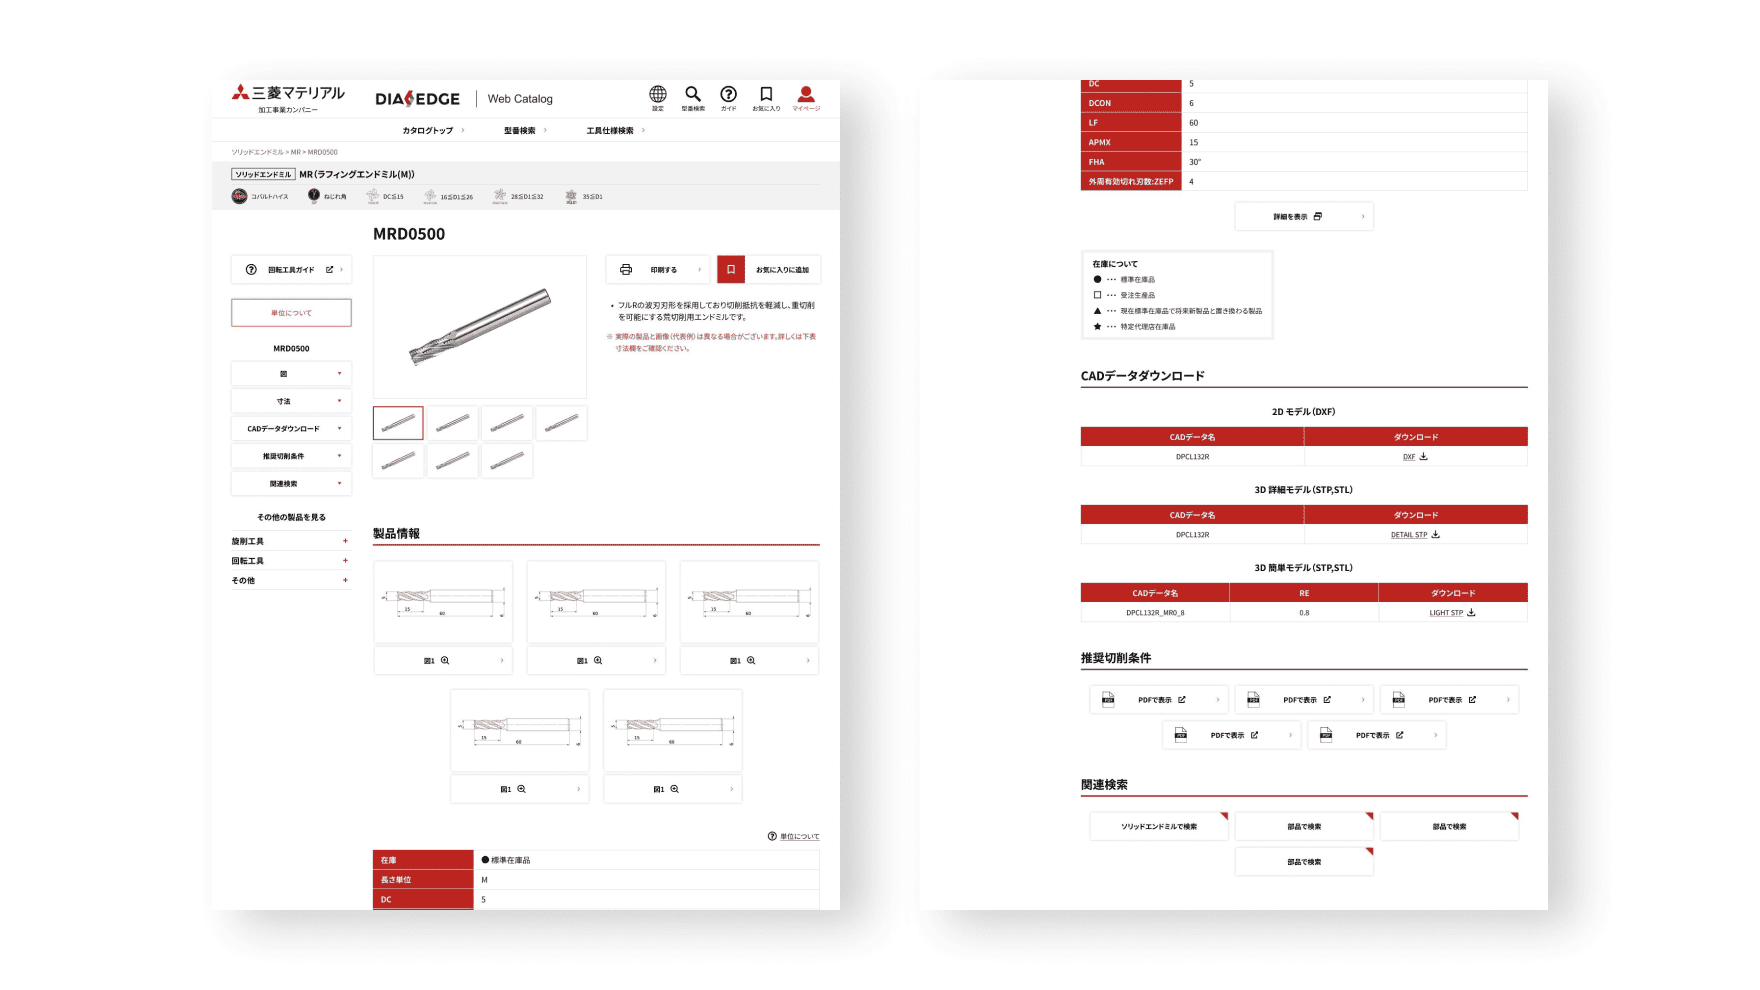 三菱マテリアル
加工事業カンパニー
DIAEDGE Web Catalog
設定
型番検索
ガイド
お気に入り
マイページ
カタログトップ
型番検索
工具仕様検索
ソリッドエンドミル > MR > MRD0500
ソリッドエンドミル MR（ラフィングエンドミル(M)）
コバルトハイス
ねじれ角
DC≦15
16≦D1≦26
28≦D1≦32
35≦D1
MRD0500
回転工具ガイド
単位について
MRD0500
図
寸法
CADデータダウンロード
推奨切削条件
関連検索
その他の製品を見る
旋削工具 +
回転工具 +
その他 +
印刷する
お気に入りに追加
• フルRの波刃刃形を採用しており切削抵抗を軽減し、重切削
を可能にする荒切削用エンドミルです。
※ 実際の製品と画像（代表例）は異なる場合がございます。詳しくは下表
寸法欄をご確認ください。
製品情報
5 15 60 6
図1
5 15 60 6
図1
5 15 60 6
図1
5 15 60 6
図1
5 15 60 6
図1
単位について
在庫 ●標準在庫品
長さ単位 M
DC 5
DC 5
DCON 6
LF 60
APMX 15
FHA 30°
外周有効切れ刃数:ZEFP 4
詳細を表示
在庫について
● ･･･ 標準在庫品
□ ･･･ 受注生産品
▲ ･･･ 現在標準在庫品で将来新製品と置き換わる製品
★ ･･･ 特定代理店在庫品
CADデータダウンロード
2D モデル（DXF）
CADデータ名 ダウンロード
DPCL132R DXF
3D 詳細モデル（STP,STL）
CADデータ名 ダウンロード
DPCL132R DETAIL STP
3D 簡単モデル（STP,STL）
CADデータ名 RE ダウンロード
DPCL132R_MR0_8 0.8 LIGHT STP
推奨切削条件
PDF PDFで表示
PDF PDFで表示
PDF PDFで表示
PDF PDFで表示
PDF PDFで表示
関連検索
ソリッドエンドミルで検索
部品で検索
部品で検索
部品で検索